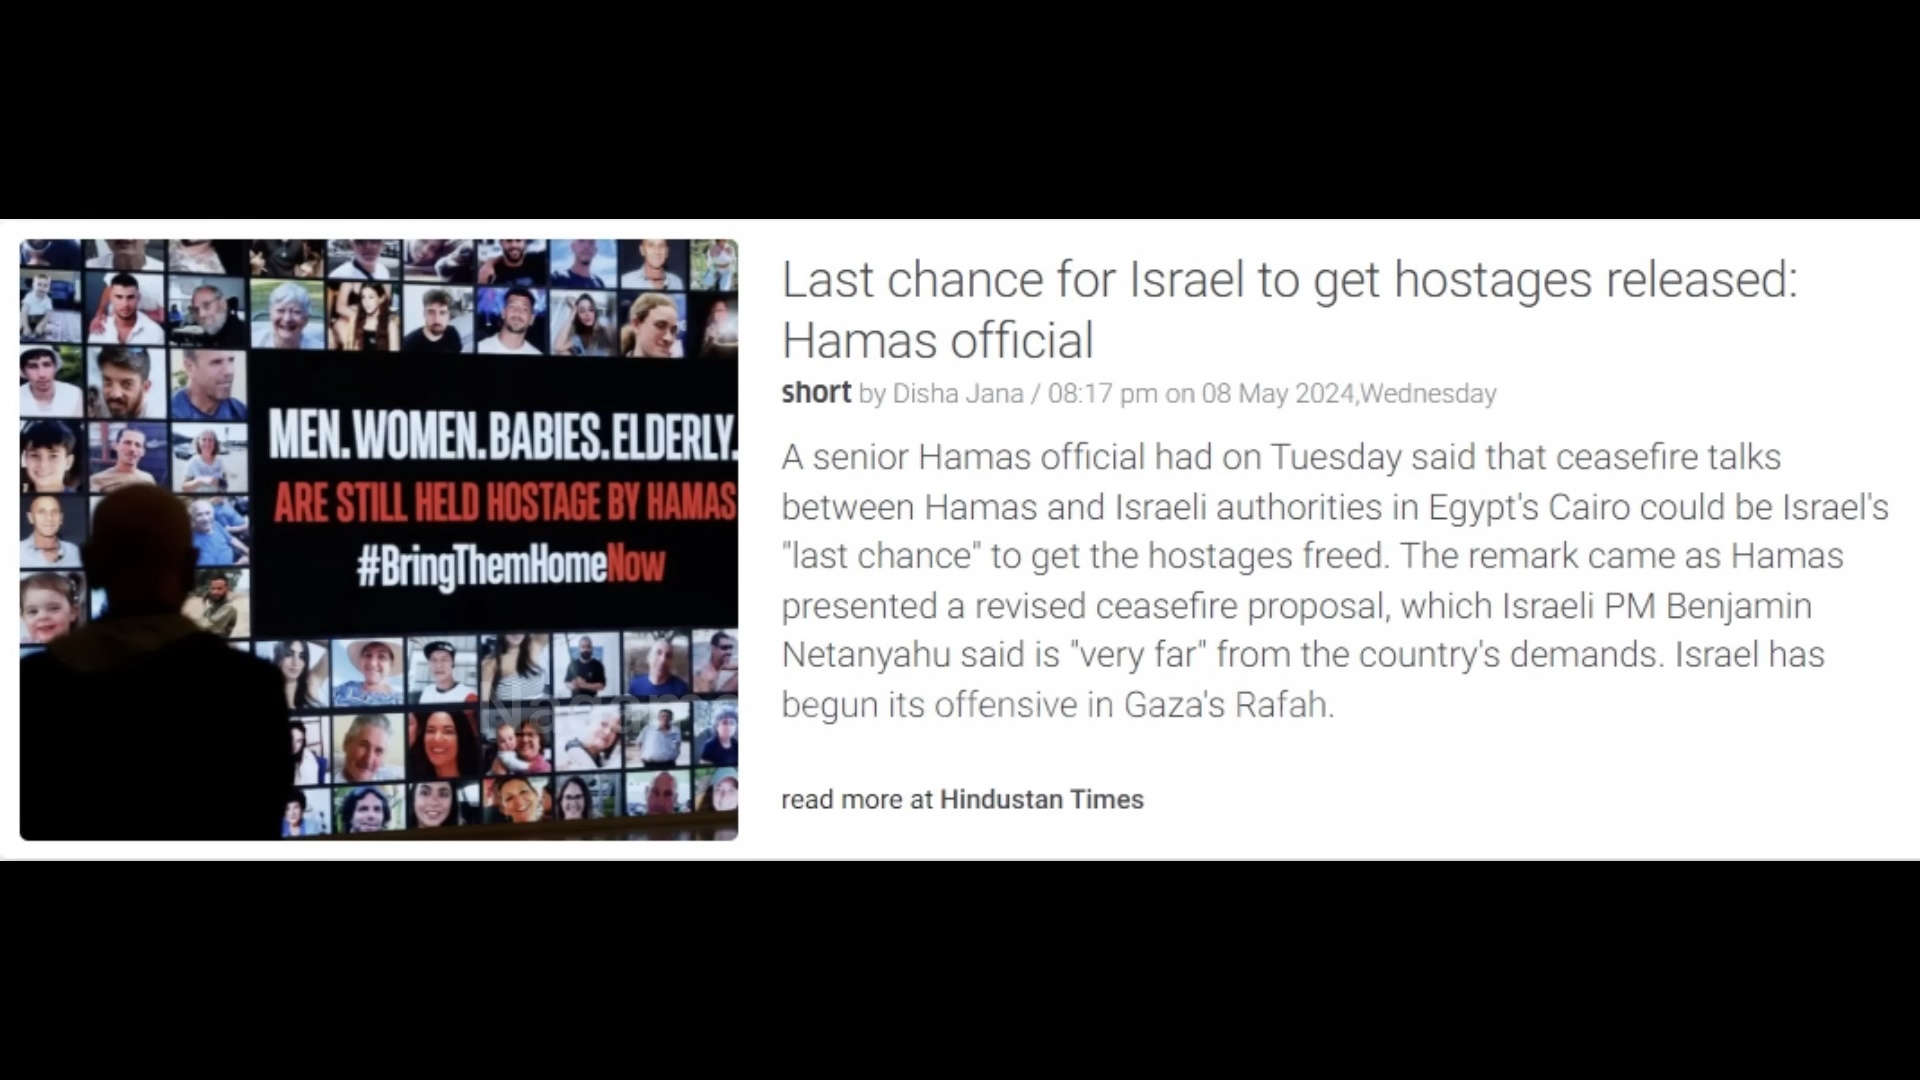 MEN.WOMEN.BABIES.ELDERLY.
ARE STILL HELD HOSTAGE BY HAMAS
#BringThemHomeNow
Last chance for Israel to get hostages released:
Hamas official
short by Disha Jana / 08:17 pm on 08 May 2024,Wednesday
A senior Hamas official had on Tuesday said that ceasefire talks
between Hamas and Israeli authorities in Egypt's Cairo could be Israel's
"last chance" to get the hostages freed. The remark came as Hamas
presented a revised ceasefire proposal, which Israeli PM Benjamin
Netanyahu said is "very far" from the country's demands. Israel has
begun its offensive in Gaza's Rafah.
read more at Hindustan Times